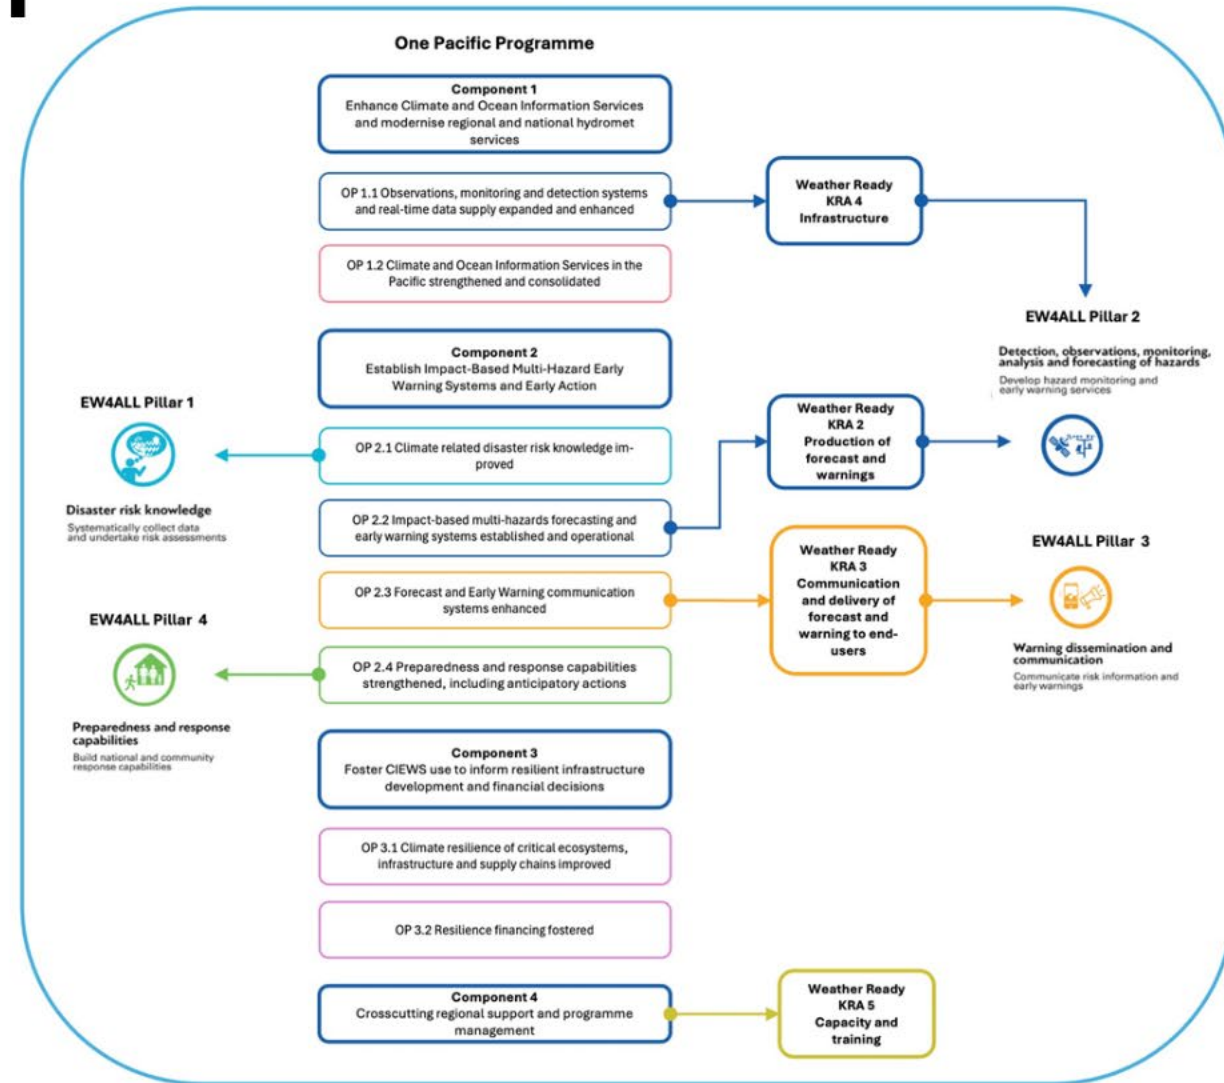 One Pacific Programme
Component 1
Enhance Climate and Ocean Information Services
and modernise regional and national hydromet
services
OP 1.1 Observations, monitoring and detection systems
and real-time data supply expanded and enhanced
Weather Ready
KRA 4
Infrastructure
OP 1.2 Climate and Ocean Information Services in the
Pacific strengthened and consolidated
EW4ALL Pillar 2
Detection, observations, monitoring,
analysis and forecasting of hazards
Develop hazard monitoring and
early warning services
Component 2
Establish Impact-Based Multi-Hazard Early
Warning Systems and Early Action
EW4ALL Pillar 1
Disaster risk knowledge
Systematically collect data
and undertake risk assessments
OP 2.1 Climate related disaster risk knowledge im-
proved
Weather Ready
KRA 2
Production of
forecast and
warnings
OP 2.2 Impact-based multi-hazards forecasting and
early warning systems established and operational
OP 2.3 Forecast and Early Warning communication
systems enhanced
Weather Ready
KRA 3
Communication
and delivery of
forecast and
warning to end-
users
EW4ALL Pillar 3
Warning dissemination and
communication
Communicate risk information and
early warnings
EW4ALL Pillar 4
Preparedness and response
capabilities
Build national and community
response capabilities
OP 2.4 Preparedness and response capabilities
strengthened, including anticipatory actions
Component 3
Foster CIEWS use to inform resilient infrastructure
development and financial decisions
OP 3.1 Climate resilience of critical ecosystems,
infrastructure and supply chains improved
OP 3.2 Resilience financing fostered
Component 4
Crosscutting regional support and programme
management
Weather Ready
KRA 5
Capacity and
training